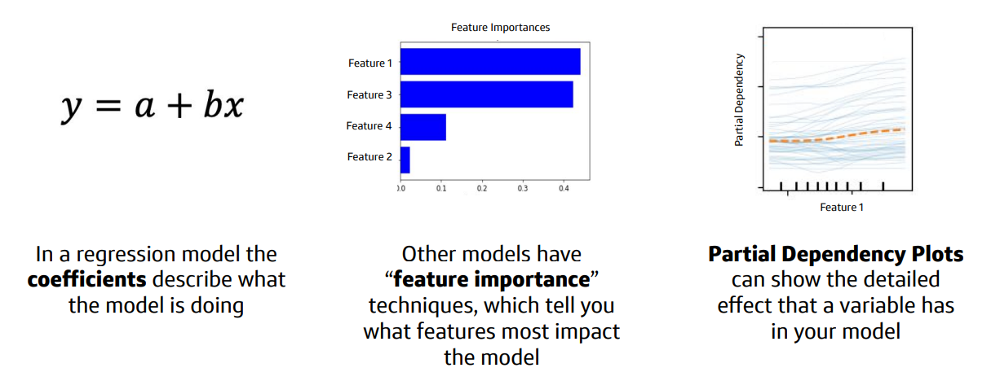 y = a + bx
In a regression model the
coefficients describe what
the model is doing
Feature Importances
Feature 1
Feature 3
Feature 4
Feature 2
0.0 0.1 0.2 0.3 0.4
Other models have
“feature importance”
techniques, which tell you
what features most impact
the model
Partial Dependency
Feature 1
Partial Dependency Plots
can show the detailed
effect that a variable has
in your model